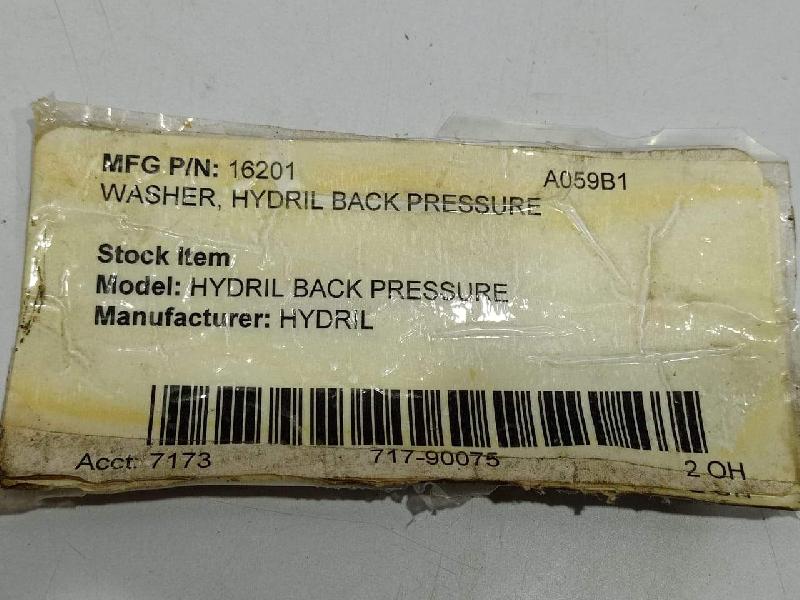 MFG P/N: 16201 A059B1
WASHER, HYDRIL BACK PRESSURE
Stock Item
Model: HYDRIL BACK PRESSURE
Manufacturer: HYDRIL
Acct: 7173 717-90075 2 OH